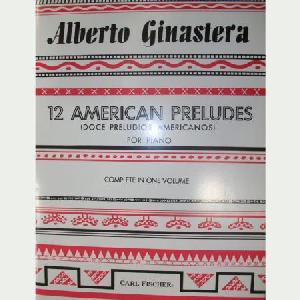 Alberto Ginastera
12 AMERICAN PRELUDES
(DOCE PRELUDIOS AMERICANOS)
FOR PIANO
COMPLETE IN ONE VOLUME
CARL FISCHER